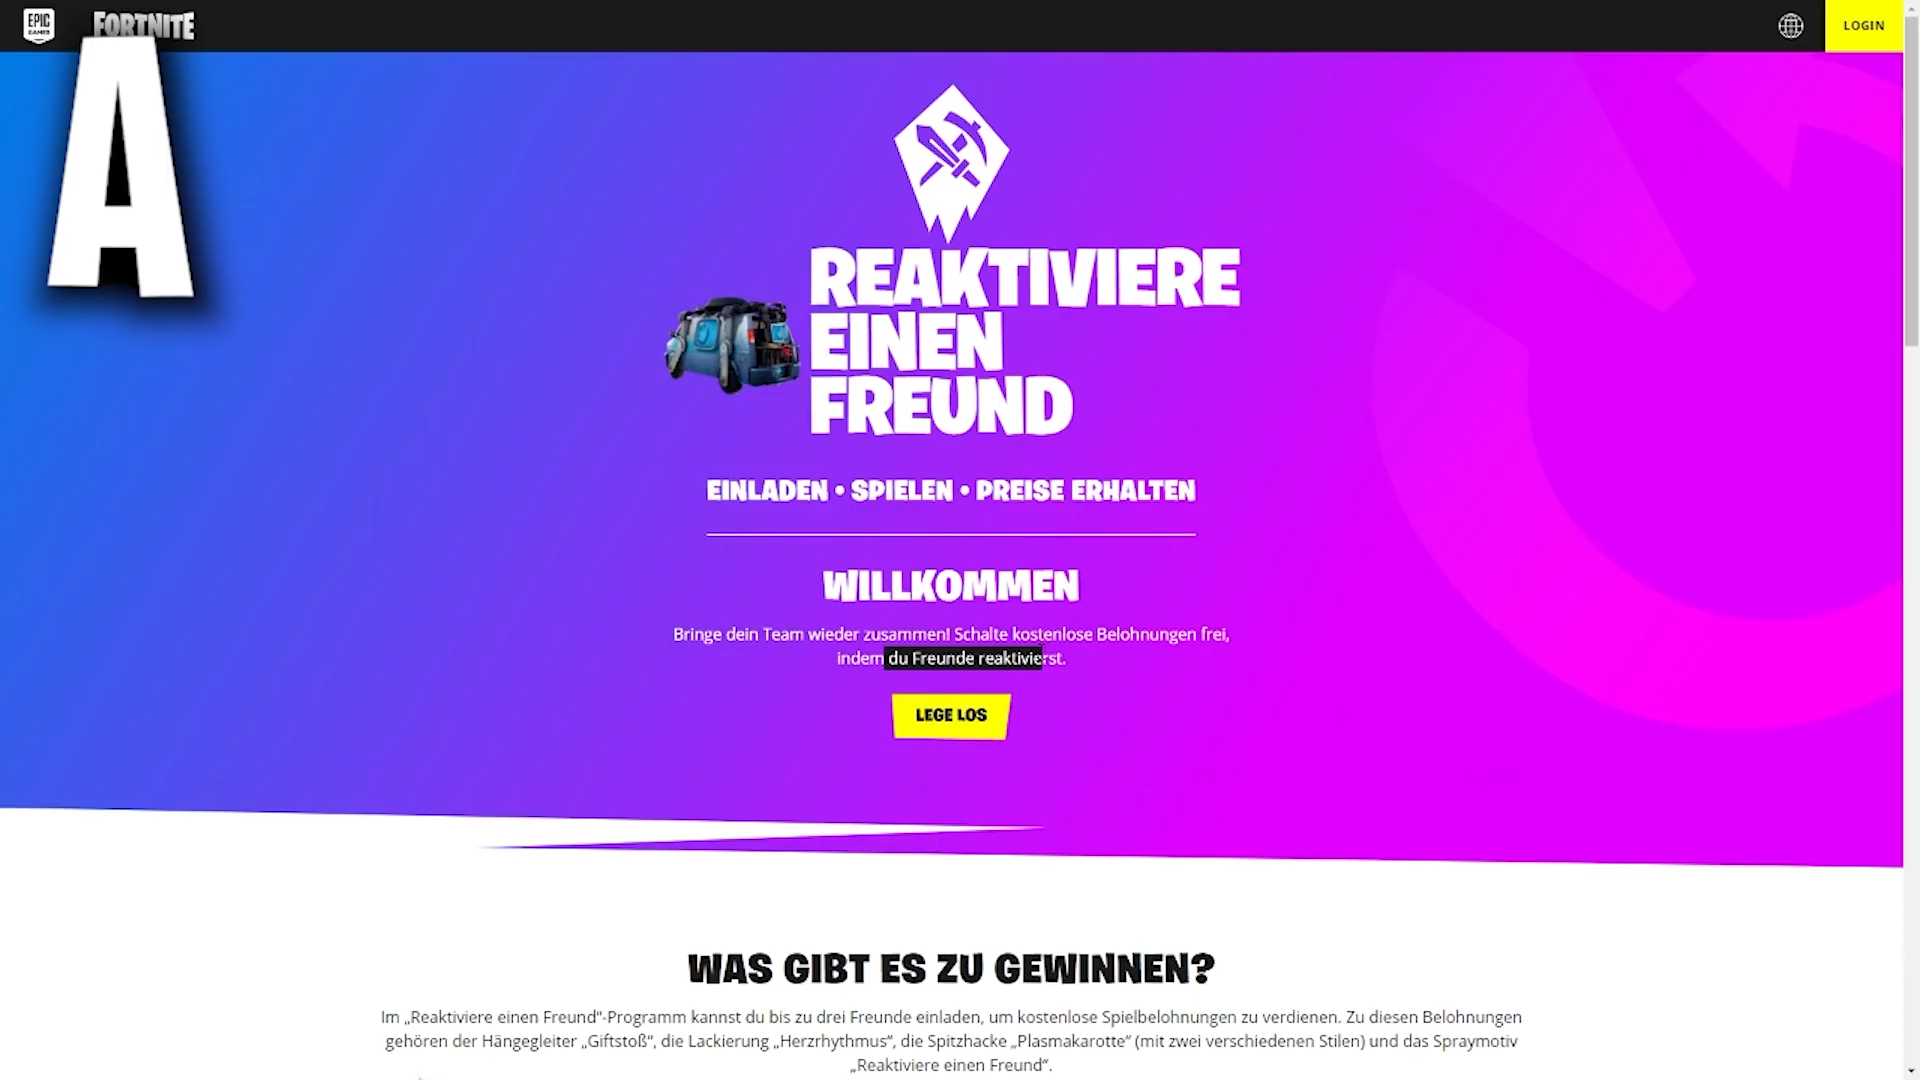 EPIC
GAMES
FORTNITE
LOGIN
A
REAKTIVIERE
EINEN
FREUND
EINLADEN • SPIELEN • PREISE ERHALTEN
WILLKOMMEN
Bringe dein Team wieder zusammen! Schalte kostenlose Belohnungen frei,
indem du Freunde reaktivierst.
LEGE LOS
WAS GIBT ES ZU GEWINNEN?
Im „Reaktiviere einen Freund“-Programm kannst du bis zu drei Freunde einladen, um kostenlose Spielbelohnungen zu verdienen. Zu diesen Belohnungen
gehören der Hängegleiter „Giftstoß“, die Lackierung „Herzrhythmus“, die Spitzhacke „Plasmakarotte“ (mit zwei verschiedenen Stilen) und das Spraymotiv
„Reaktiviere einen Freund“.